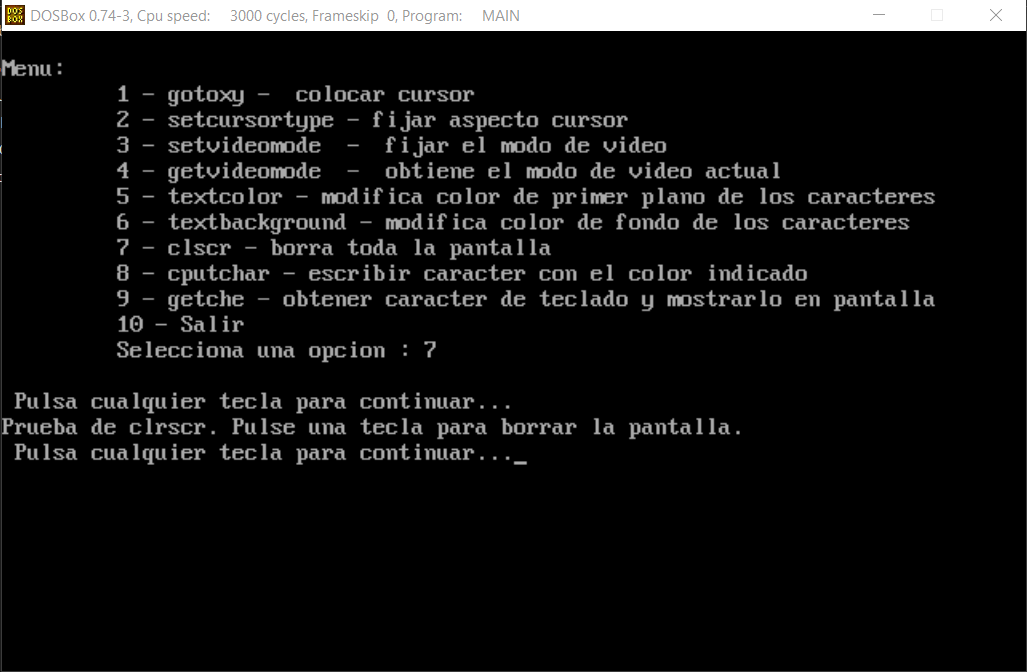 DOSBox 0.74-3, Cpu speed: 3000 cycles, Frameskip 0, Program: MAIN
Menu:
1 - gotoxy - colocar cursor
2 - setcursortype - fijar aspecto cursor
3 - setvideomode - fijar el modo de video
4 - getvideomode - obtiene el modo de video actual
5 - textcolor - modifica color de primer plano de los caracteres
6 - textbackground - modifica color de fondo de los caracteres
7 - clscr - borra toda la pantalla
8 - cputchar - escribir caracter con el color indicado
9 - getche - obtener caracter de teclado y mostrarlo en pantalla
10 - Salir
Selecciona una opcion : 7
Pulsa cualquier tecla para continuar...
Prueba de clrscr. Pulse una tecla para borrar la pantalla.
Pulsa cualquier tecla para continuar..._